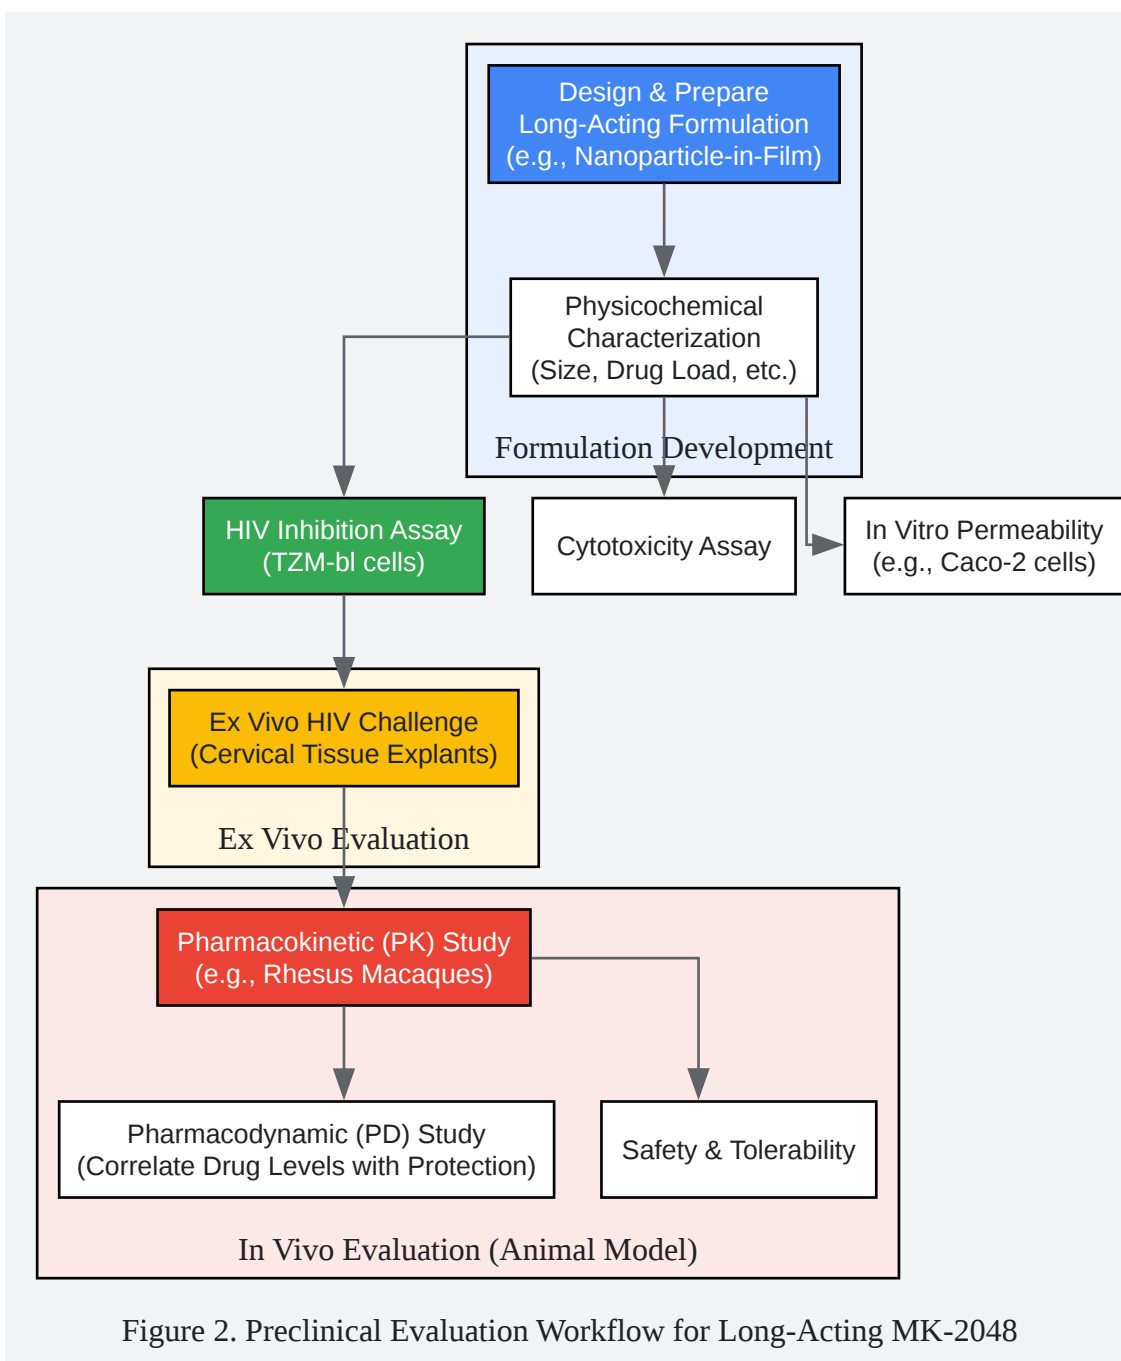 Design & Prepare
Long-Acting Formulation
(e.g., Nanoparticle-in-Film)
Physicochemical
Characterization
(Size, Drug Load, etc.)
Formulation Development
HIV Inhibition Assay
(TZM-bl cells)
Cytotoxicity Assay
In Vitro Permeability
(e.g., Caco-2 cells)
Ex Vivo HIV Challenge
(Cervical Tissue Explants)
Ex Vivo Evaluation
Pharmacokinetic (PK) Study
(e.g., Rhesus Macaques)
Pharmacodynamic (PD) Study
(Correlate Drug Levels with Protection)
Safety & Tolerability
In Vivo Evaluation (Animal Model)
Figure 2. Preclinical Evaluation Workflow for Long-Acting MK-2048